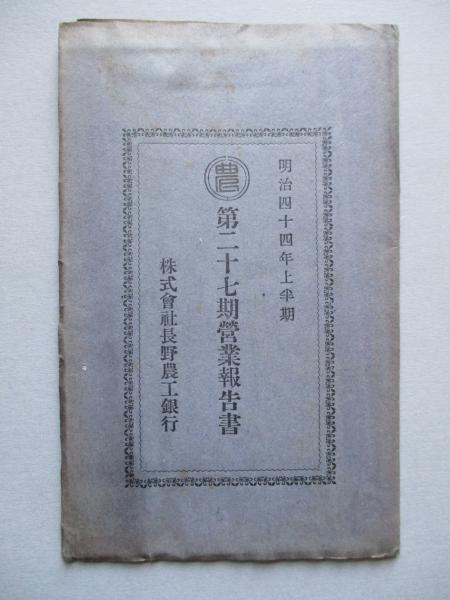 明治四十四年上半期
農
第二十七期營業報告書
株式會社長野農工銀行